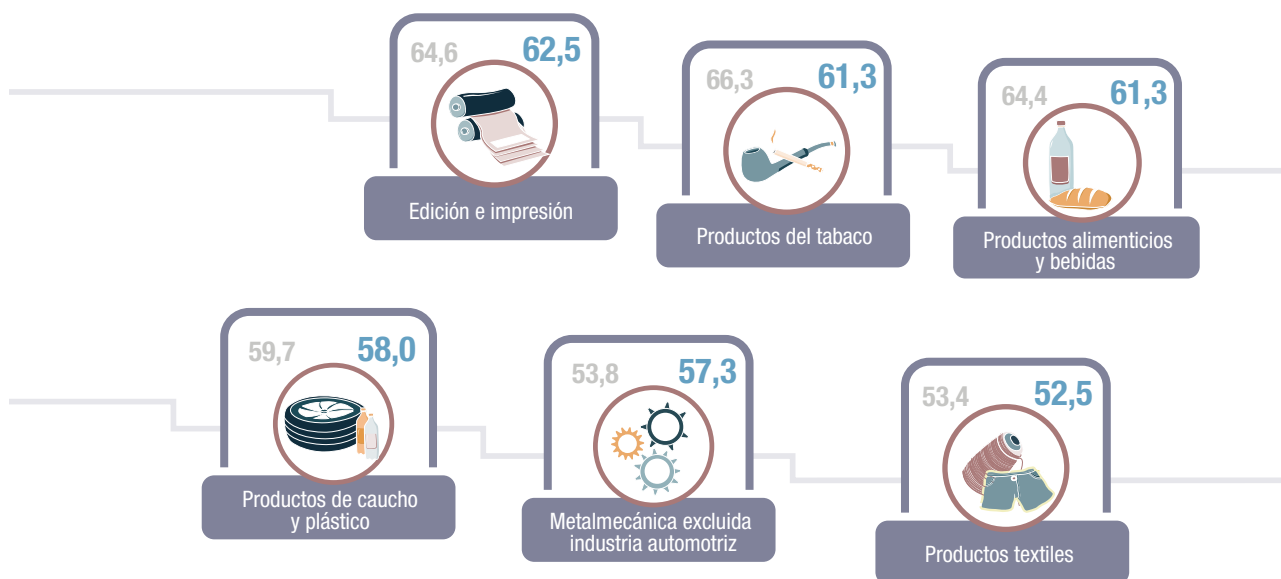 64,6 62,5
Edición e impresión
66,3 61,3
Productos del tabaco
64,4 61,3
Productos alimenticios
y bebidas
59,7 58,0
Productos de caucho
y plástico
53,8 57,3
Metalmecánica excluida
industria automotriz
53,4 52,5
Productos textiles